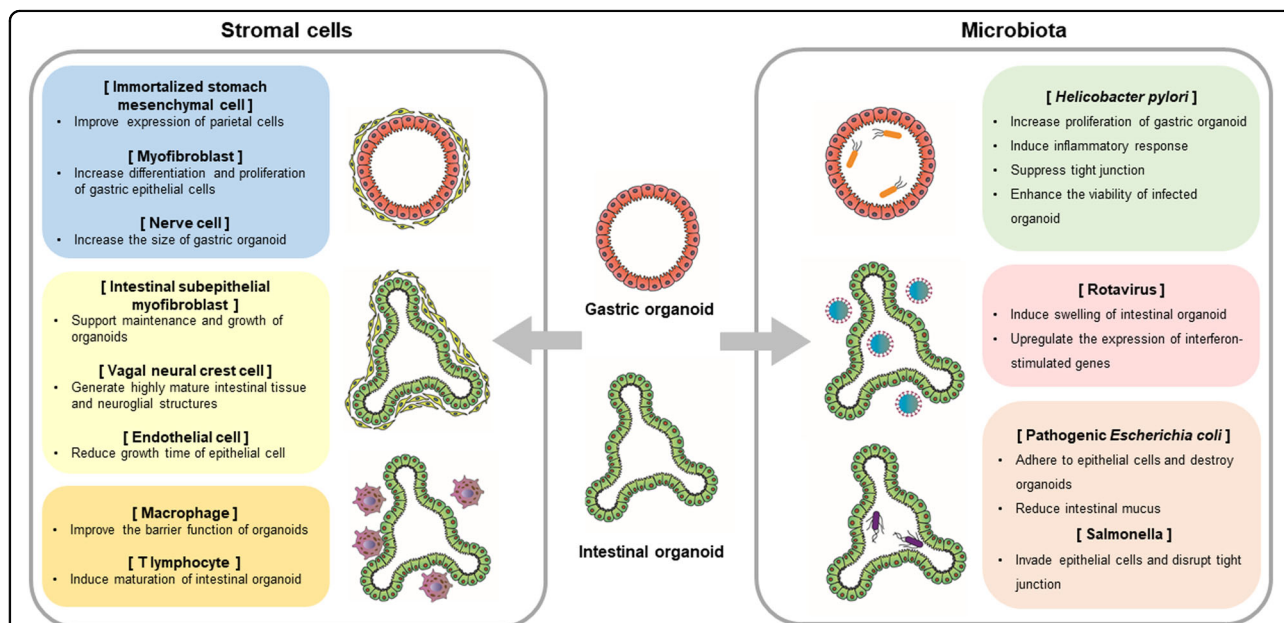 Stromal cells
[ Immortalized stomach
mesenchymal cell ]
• Improve expression of parietal cells
[ Myofibroblast ]
• Increase differentiation and proliferation
of gastric epithelial cells
[ Nerve cell ]
• Increase the size of gastric organoid
[ Intestinal subepithelial
myofibroblast ]
• Support maintenance and growth of
organoids
[ Vagal neural crest cell ]
• Generate highly mature intestinal tissue
and neuroglial structures
[ Endothelial cell ]
• Reduce growth time of epithelial cell
[ Macrophage ]
• Improve the barrier function of organoids
[ T lymphocyte ]
• Induce maturation of intestinal organoid
Gastric organoid
Intestinal organoid
Microbiota
[ Helicobacter pylori ]
• Increase proliferation of gastric organoid
• Induce inflammatory response
• Suppress tight junction
• Enhance the viability of infected
organoid
[ Rotavirus ]
• Induce swelling of intestinal organoid
• Upregulate the expression of interferon-
stimulated genes
[ Pathogenic Escherichia coli ]
• Adhere to epithelial cells and destroy
organoids
• Reduce intestinal mucus
[ Salmonella ]
• Invade epithelial cells and disrupt tight
junction